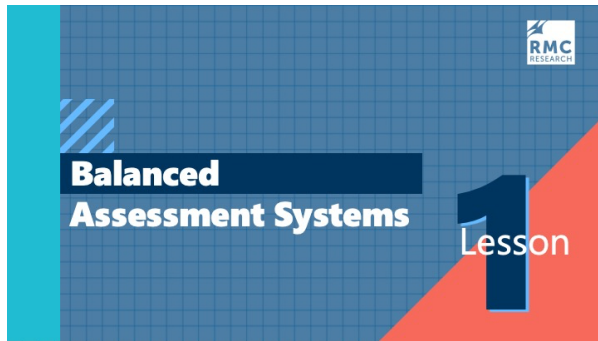 RMC
RESEARCH
Balanced
Assessment Systems
1
Lesson